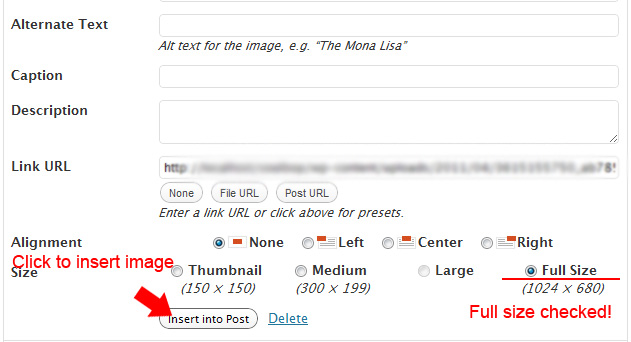 Alternate Text
Alt text for the image, e.g. “The Mona Lisa”
Caption
Description
Link URL
None File URL Post URL
Enter a link URL or click above for presets.
Alignment None Left Center Right
Click to insert image
Size Thumbnail Medium Large Full Size
(150 × 150) (300 × 199) (1024 × 680)
Insert into Post Delete
Full size checked!